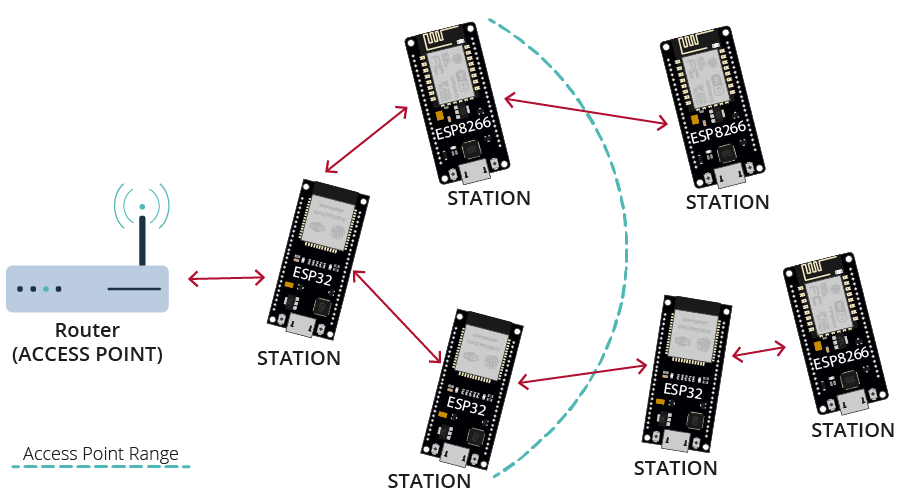 ESP8266
STATION
ESP8266
STATION
ESP32
STATION
Router
(ACCESS POINT)
ESP32
STATION
ESP32
STATION
ESP8266
STATION
Access Point Range